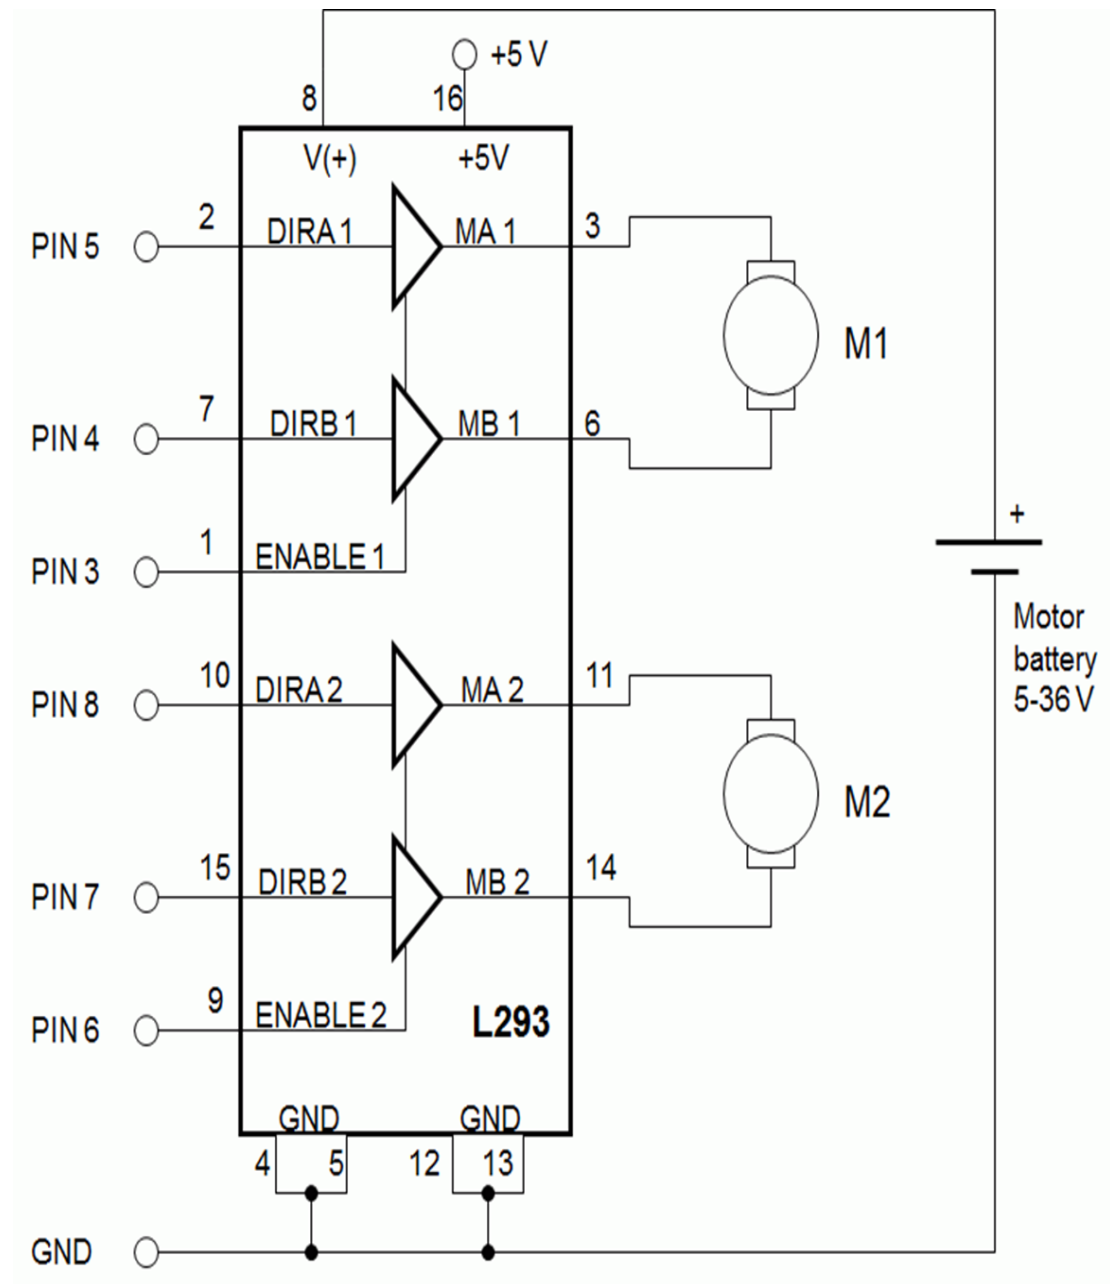 +5 V
8
16
V(+)
+5V
PIN 5
2
DIRA 1
MA 1
3
M1
PIN 4
7
DIRB 1
MB 1
6
PIN 3
1
ENABLE 1
+
Motor
battery
5-36 V
PIN 8
10
DIRA 2
MA 2
11
M2
PIN 7
15
DIRB 2
MB 2
14
PIN 6
9
ENABLE 2
L293
GND
GND
4
5
12
13
GND